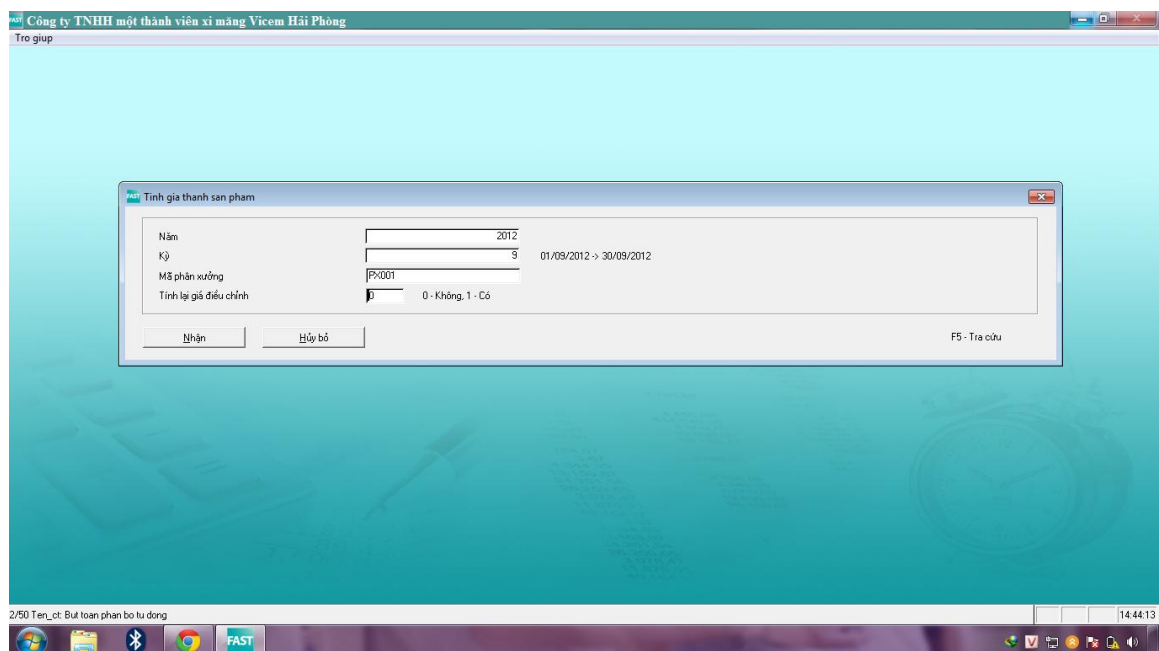 FAST Công ty TNHH một thành viên xi măng Vicem Hải Phòng
Tro giup
FAST Tinh gia thanh san pham
Năm 2012
Kỳ 9 01/09/2012 -> 30/09/2012
Mã phân xưởng PX001
Tính lại giá điều chỉnh 0 0 - Không, 1 - Có
Nhận Hủy bỏ F5 - Tra cứu
2/50 Ten_ct: But toan phan bo tu dong 14:44:13
FAST V